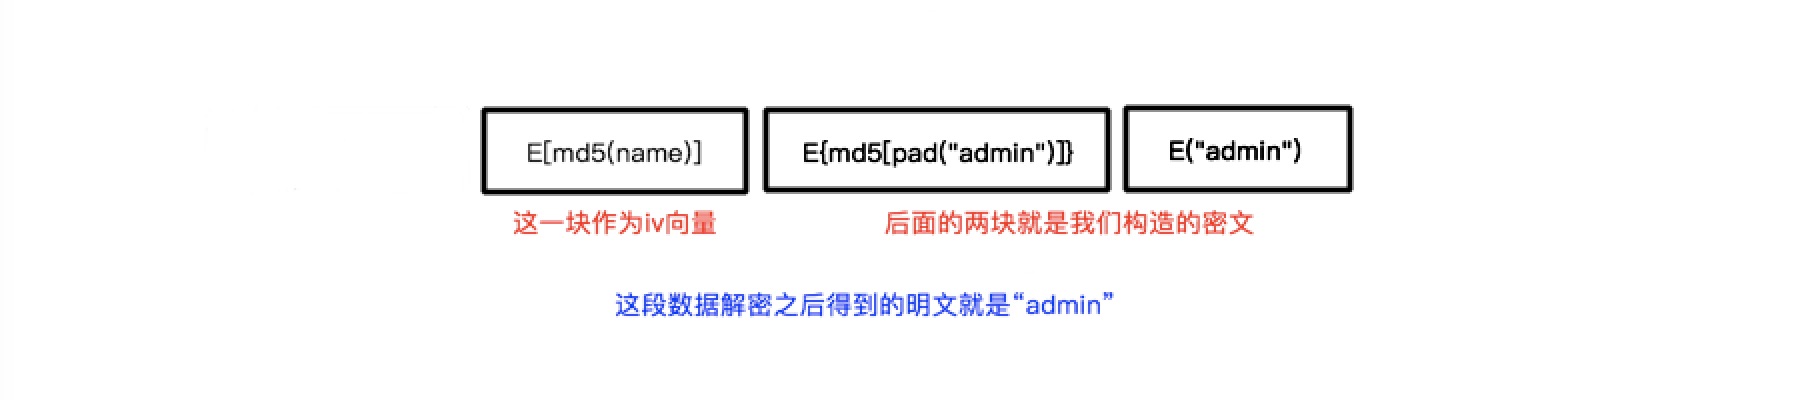 E[md5(name)] E{md5[pad("admin")]} E("admin")
这一块作为iv向量 后面的两块就是我们构造的密文
这段数据解密之后得到的明文就是“admin”